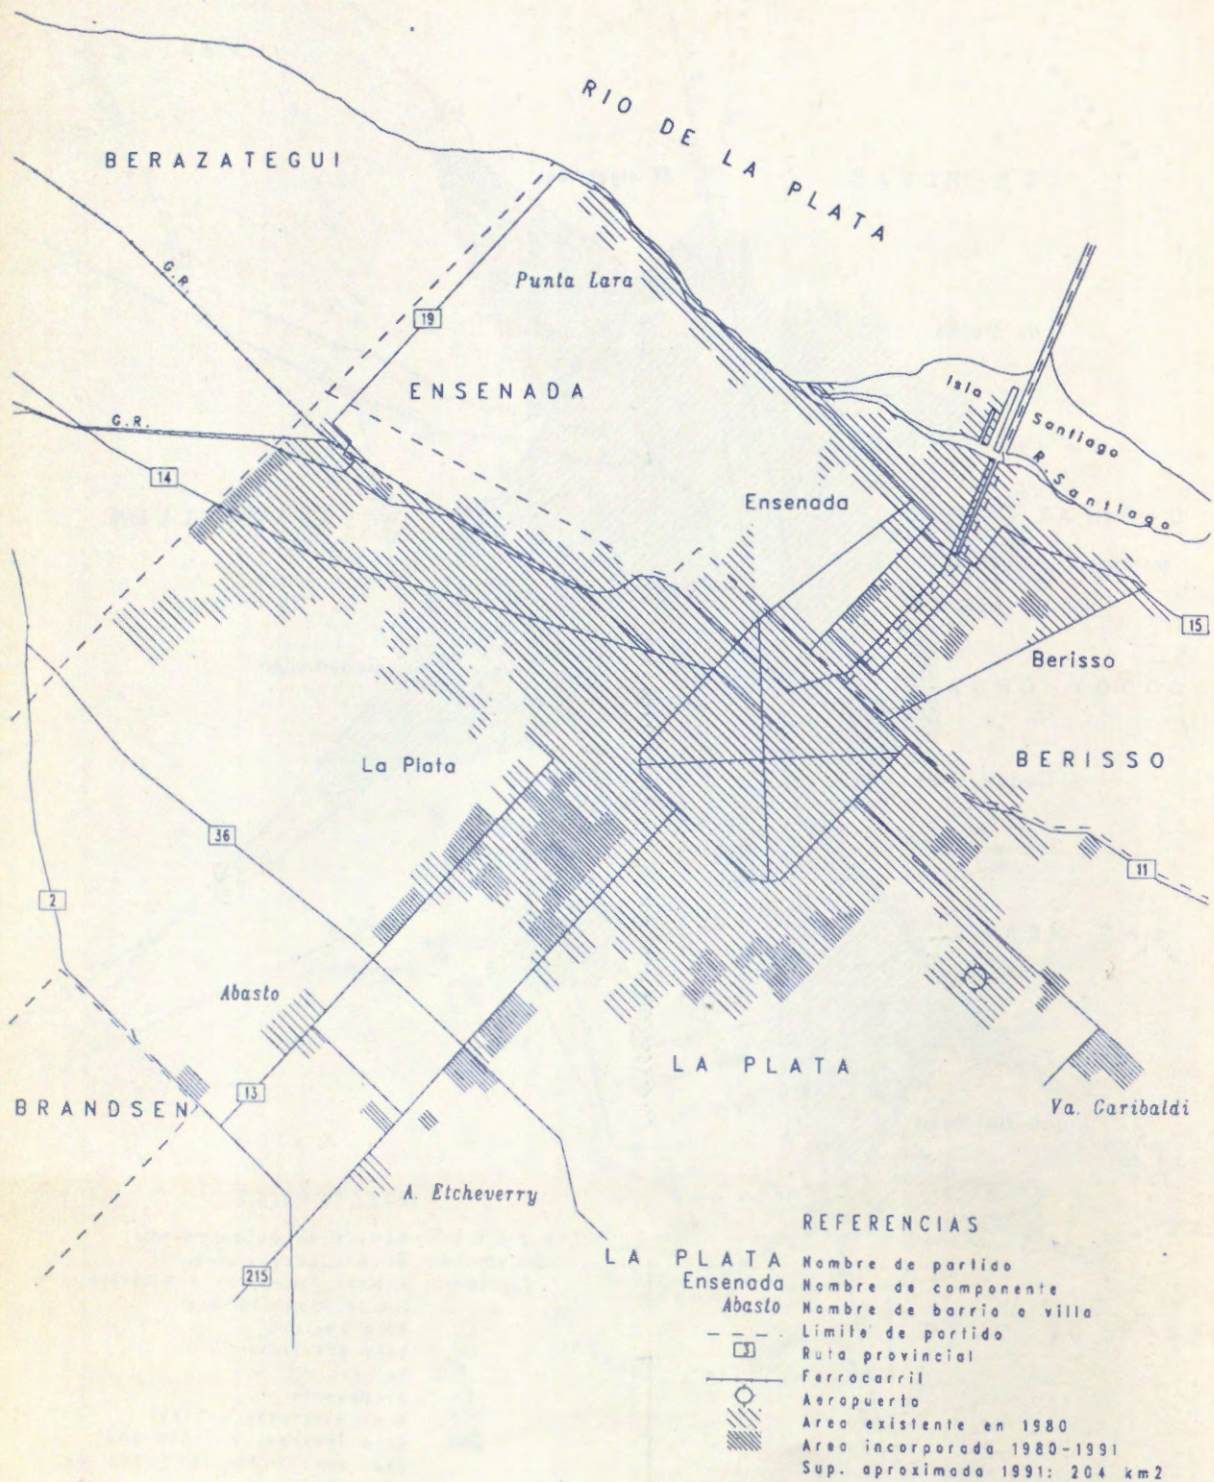 RIO DE LA PLATA
BERAZATEGUI
G.R.
Punta Lara
19
ENSENADA
Isla
Santiago
G.R.
R. Santiago
14
Ensenada
15
Berisso
La Plata
BERISSO
36
11
2
Abasto
LA PLATA
13
BRANDSEN
Va. Garibaldi
A. Etcheverry
215
REFERENCIAS
LA PLATA Nombre de partido
Ensenada Nombre de componente
Abasto Nombre de barrio o villa
Limite de partido
3 Ruta provincial
Ferrocarril
Aeropuerto
Area existente en 1980
Area incorporada 1980-1991
Sup. aproximada 1991: 204 km2